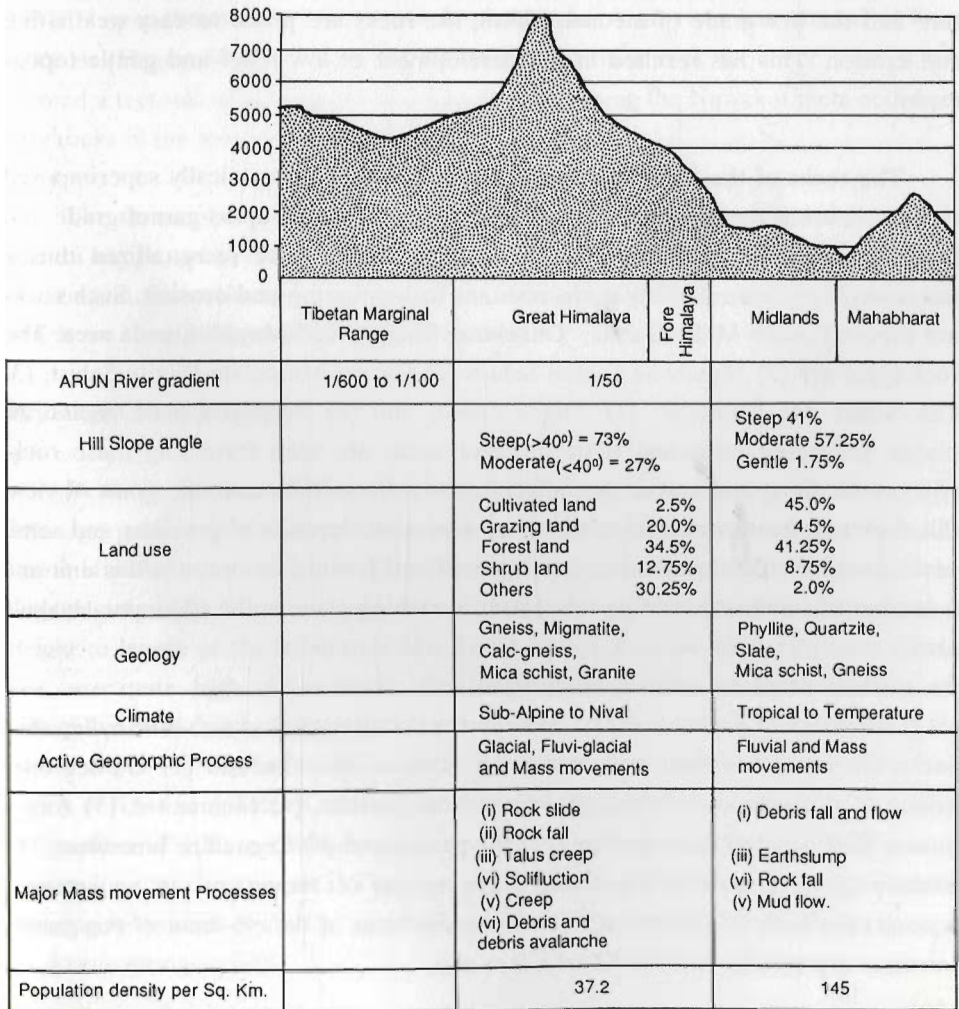 8000
7000
6000
5000
4000
3000
2000
1000
0
Tibetan Marginal
Range
Great Himalaya
Fore
Himalaya
Midlands
Mahabharat
ARUN River gradient
1/600 to 1/100
1/50
Hill Slope angle
Steep(>40°) = 73%
Moderate(<40°) = 27%
Steep 41%
Moderate 57.25%
Gentle 1.75%
Land use
Cultivated land 2.5% 45.0%
Grazing land 20.0% 4.5%
Forest land 34.5% 41.25%
Shrub land 12.75% 8.75%
Others 30.25% 2.0%
Geology
Gneiss, Migmatite,
Calc-gneiss,
Mica schist, Granite
Phyllite, Quartzite,
Slate,
Mica schist, Gneiss
Climate
Sub-Alpine to Nival
Tropical to Temperature
Active Geomorphic Process
Glacial, Fluvi-glacial
and Mass movements
Fluvial and Mass
movements
Major Mass movement Processes
(i) Rock slide
(ii) Rock fall
(iii) Talus creep
(vi) Solifluction
(v) Creep
(vi) Debris and
debris avalanche
(i) Debris fall and flow
(iii) Earthslump
(vi) Rock fall
(v) Mud flow.
Population density per Sq. Km.
37.2
145